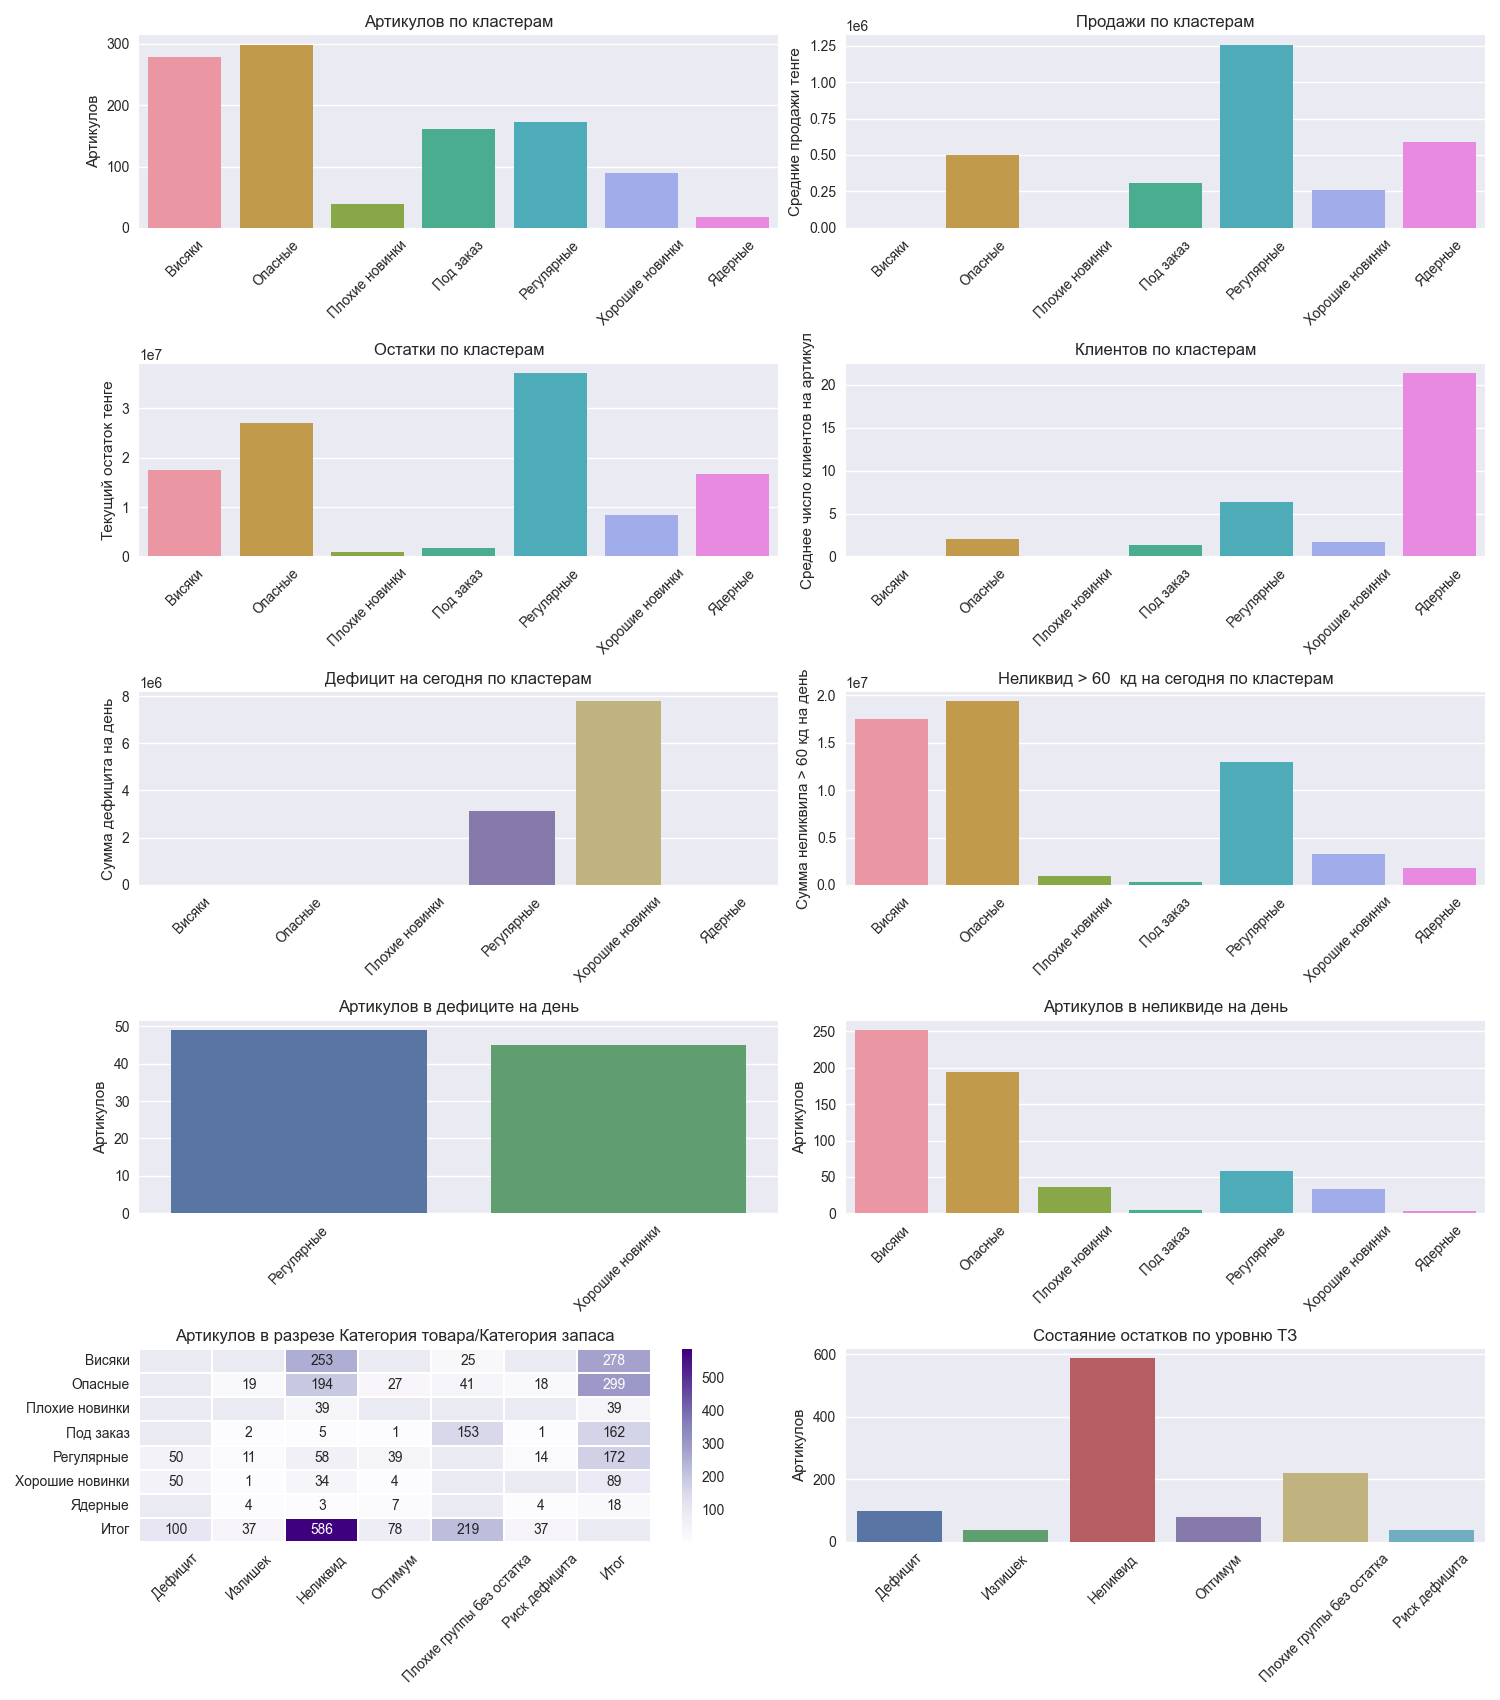 Артикулов по кластерам
Артикулов
300
200
100
0
Висяки
Опасные
Плохие новинки
Под заказ
Регулярные
Хорошие новинки
Ядерные
Продажи по кластерам
1e6
Средние продажи тенге
1.25
1.00
0.75
0.50
0.25
0.00
Висяки
Опасные
Плохие новинки
Под заказ
Регулярные
Хорошие новинки
Ядерные
Остатки по кластерам
1e7
Текущий остаток тенге
3
2
1
0
Висяки
Опасные
Плохие новинки
Под заказ
Регулярные
Хорошие новинки
Ядерные
Клиентов по кластерам
Среднее число клиентов на артикул
20
15
10
5
0
Висяки
Опасные
Плохие новинки
Под заказ
Регулярные
Хорошие новинки
Ядерные
Дефицит на сегодня по кластерам
1e6
Сумма дефицита на день
8
6
4
2
0
Висяки
Опасные
Плохие новинки
Регулярные
Хорошие новинки
Ядерные
Неликвид > 60 кд на сегодня по кластерам
1e7
Сумма неликвила > 60 кд на день
2.0
1.5
1.0
0.5
0.0
Висяки
Опасные
Плохие новинки
Под заказ
Регулярные
Хорошие новинки
Ядерные
Артикулов в дефиците на день
Артикулов
50
40
30
20
10
0
Регулярные
Хорошие новинки
Артикулов в неликвиде на день
Артикулов
250
200
150
100
50
0
Висяки
Опасные
Плохие новинки
Под заказ
Регулярные
Хорошие новинки
Ядерные
Артикулов в разрезе Категория товара/Категория запаса
Висяки 253 25 278
Опасные 19 194 27 41 18 299
Плохие новинки 39 39
Под заказ 2 5 1 153 1 162
Регулярные 50 11 58 39 14 172
Хорошие новинки 50 1 34 4 89
Ядерные 4 3 7 4 18
Итог 100 37 586 78 219 37
Дефицит
Излишек
Неликвид
Оптимум
Плохие группы без остатка
Риск дефицита
Итог
500
400
300
200
100
Состаяние остатков по уровню ТЗ
Артикулов
600
400
200
0
Дефицит
Излишек
Неликвид
Оптимум
Плохие группы без остатка
Риск дефицита